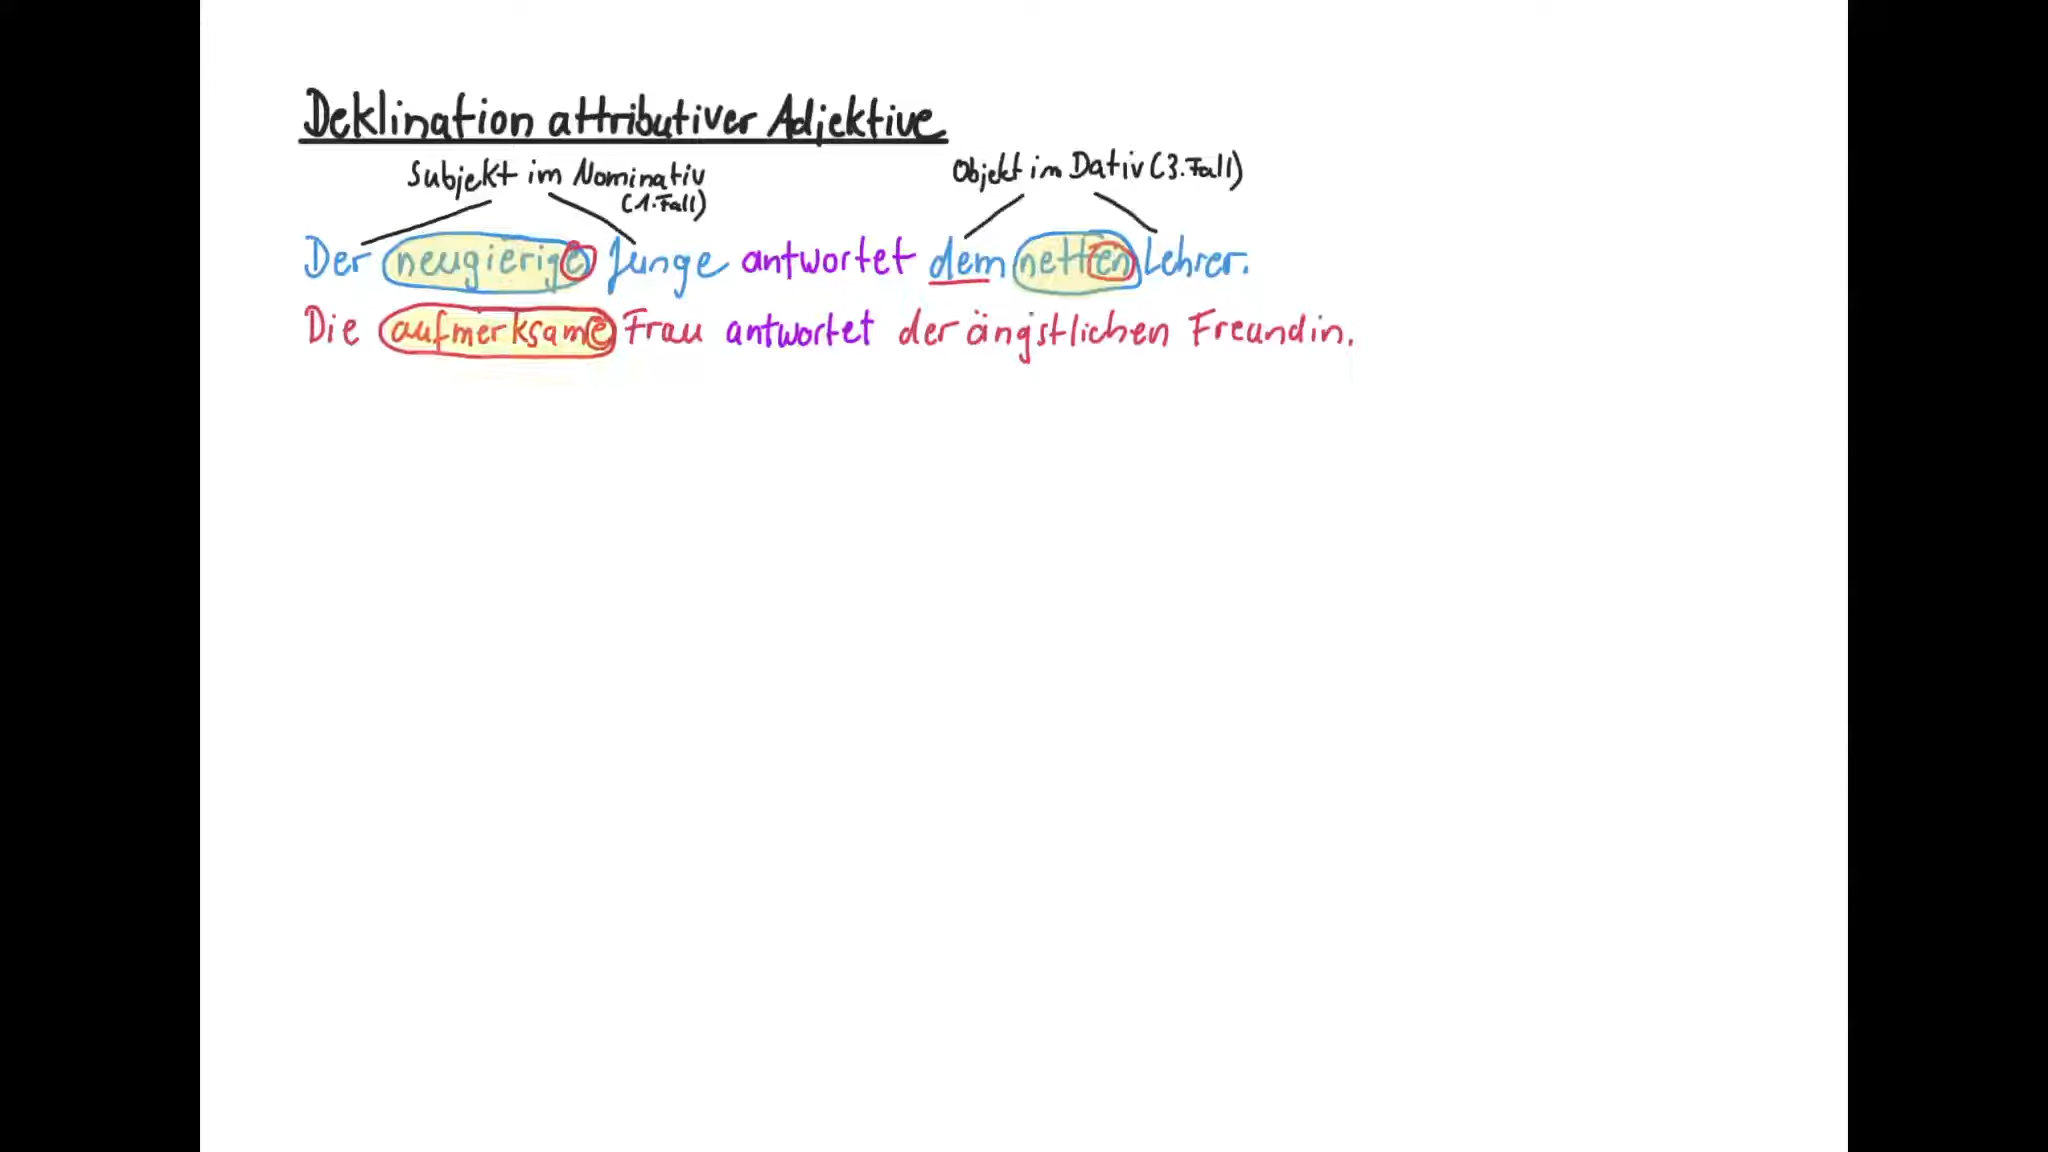 Deklination attributiver Adjektive
Subjekt im Nominativ
(1. Fall)
Objekt im Dativ (3. Fall)
Der neugierige Junge antwortet dem netten Lehrer.
Die aufmerksame Frau antwortet der ängstlichen Freundin.